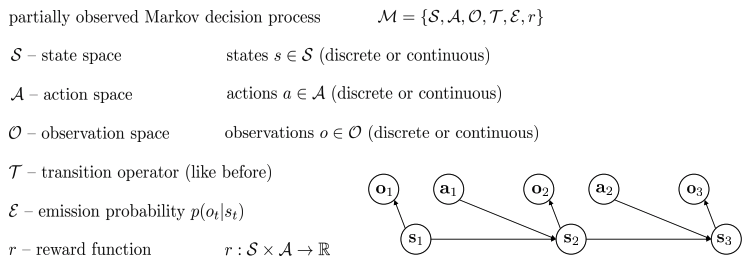 partially observed Markov decision process $\mathcal{M} = \{\mathcal{S}, \mathcal{A}, \mathcal{O}, \mathcal{T}, \mathcal{E}, r\}$
$\mathcal{S}$ – state space states $s \in \mathcal{S}$ (discrete or continuous)
$\mathcal{A}$ – action space actions $a \in \mathcal{A}$ (discrete or continuous)
$\mathcal{O}$ – observation space observations $o \in \mathcal{O}$ (discrete or continuous)
$\mathcal{T}$ – transition operator (like before)
$\mathcal{E}$ – emission probability $p(o_t|s_t)$
$r$ – reward function $r : \mathcal{S} \times \mathcal{A} \to \mathbb{R}$
$\mathbf{o}_1$ $\mathbf{a}_1$ $\mathbf{o}_2$ $\mathbf{a}_2$ $\mathbf{o}_3$
$\mathbf{s}_1$ $\mathbf{s}_2$ $\mathbf{s}_3$